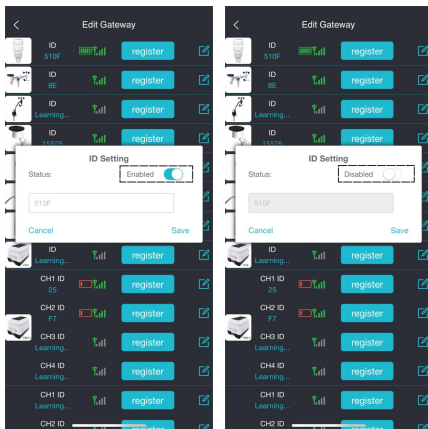 Edit Gateway
ID
510F
register
ID
8E
register
ID
Learning...
register
ID
15525
register
ID Setting
Status:
Enabled
510F
Cancel
Save
ID
Learning...
register
CH1 ID
25
register
CH2 ID
F7
register
CH3 ID
Learning...
register
CH4 ID
Learning...
register
CH1 ID
Learning...
register
CH2 ID
register
Edit Gateway
ID
510F
register
ID
8E
register
ID
Learning...
register
ID
15525
register
ID Setting
Status:
Disabled
510F
Cancel
Save
ID
Learning...
register
CH1 ID
25
register
CH2 ID
F7
register
CH3 ID
Learning...
register
CH4 ID
Learning...
register
CH1 ID
Learning...
register
CH2 ID
register